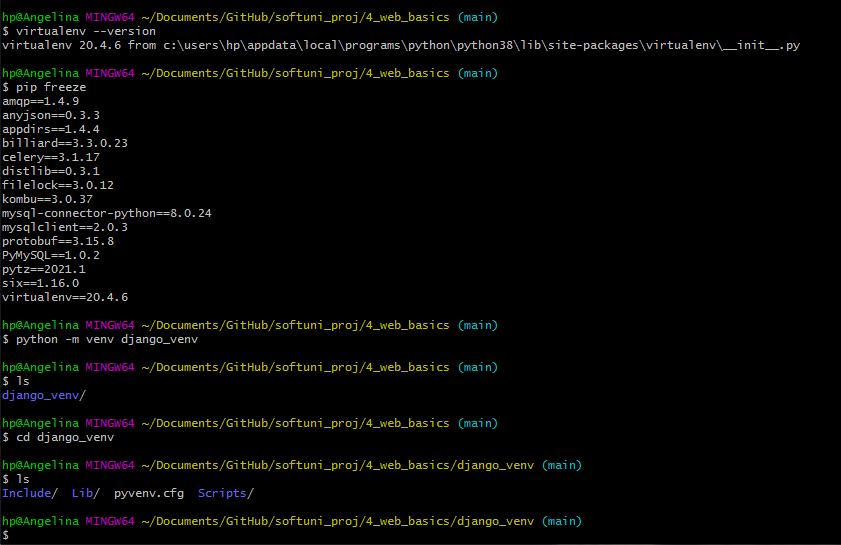 hp@Angelina MINGW64 ~/Documents/GitHub/softuni_proj/4_web_basics (main)
$ virtualenv --version
virtualenv 20.4.6 from c:\users\hp\appdata\local\programs\python\python38\lib\site-packages\virtualenv\__init__.py
hp@Angelina MINGW64 ~/Documents/GitHub/softuni_proj/4_web_basics (main)
$ pip freeze
amqp==1.4.9
anyjson==0.3.3
appdirs==1.4.4
billiard==3.3.0.23
celery==3.1.17
distlib==0.3.1
filelock==3.0.12
kombu==3.0.37
mysql-connector-python==8.0.24
mysqlclient==2.0.3
protobuf==3.15.8
PyMySQL==1.0.2
pytz==2021.1
six==1.16.0
virtualenv==20.4.6
hp@Angelina MINGW64 ~/Documents/GitHub/softuni_proj/4_web_basics (main)
$ python -m venv django_venv
hp@Angelina MINGW64 ~/Documents/GitHub/softuni_proj/4_web_basics (main)
$ ls
django_venv/
hp@Angelina MINGW64 ~/Documents/GitHub/softuni_proj/4_web_basics (main)
$ cd django_venv
hp@Angelina MINGW64 ~/Documents/GitHub/softuni_proj/4_web_basics/django_venv (main)
$ ls
Include/  Lib/  pyvenv.cfg  Scripts/
hp@Angelina MINGW64 ~/Documents/GitHub/softuni_proj/4_web_basics/django_venv (main)
$